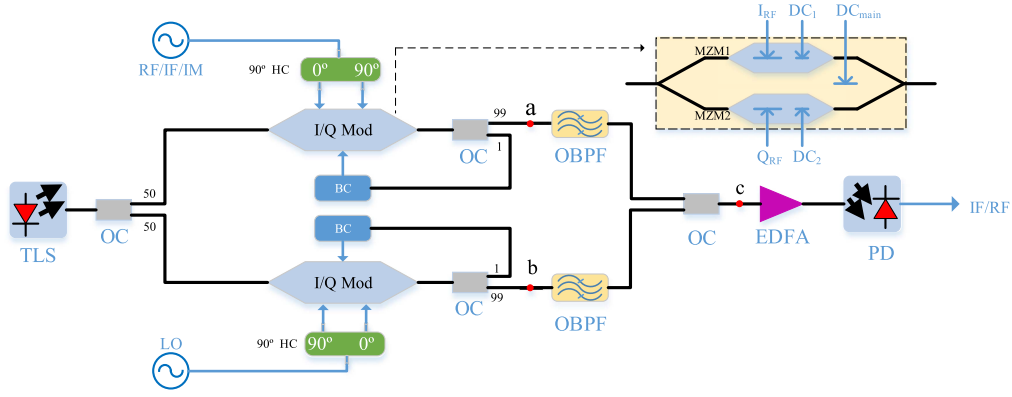 I_RF DC_1 DC_main
MZM1
MZM2
Q_RF DC_2
RF/IF/IM
90º HC 0º 90º
I/Q Mod
99
1
OC
a
OBPF
BC
TLS
OC
50
50
BC
I/Q Mod
1
99
OC
b
OBPF
90º HC 90º 0º
LO
OC
c
EDFA
PD
IF/RF